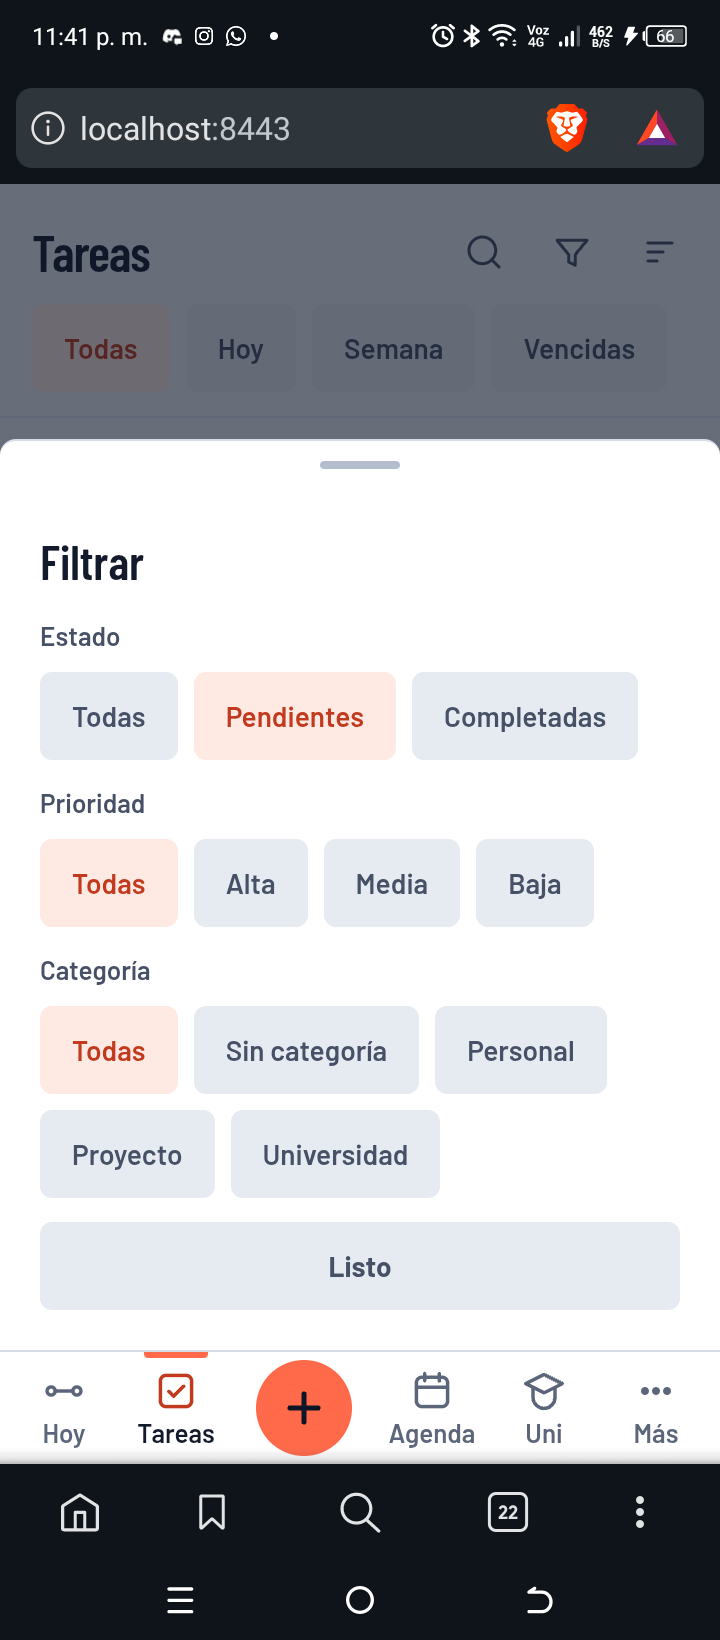 11:41 p. m.
Voz 4G 462 B/S 66
localhost:8443
Tareas
Todas Hoy Semana Vencidas
Filtrar
Estado
Todas Pendientes Completadas
Prioridad
Todas Alta Media Baja
Categoría
Todas Sin categoría Personal
Proyecto Universidad
Listo
Hoy Tareas Agenda Uni Más
22